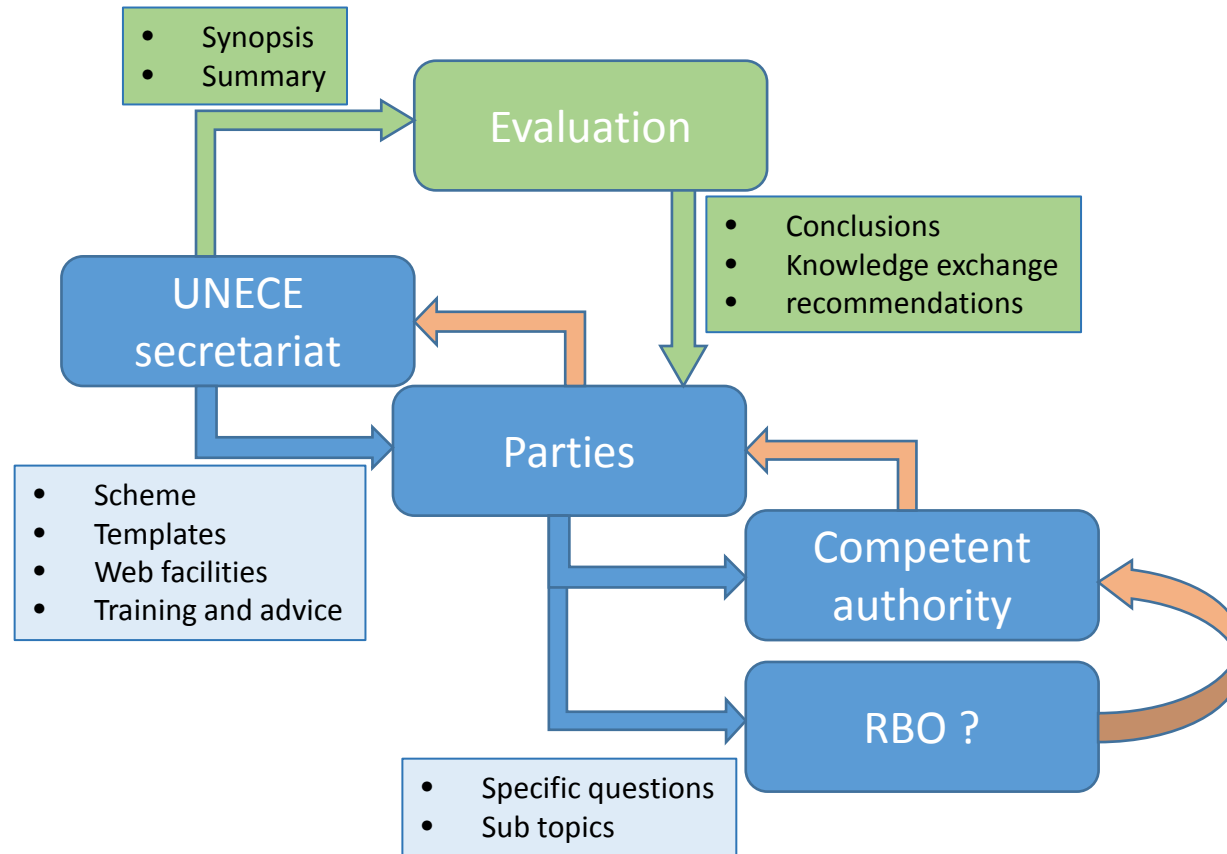 • Synopsis
• Summary
Evaluation
• Conclusions
• Knowledge exchange
• recommendations
UNECE
secretariat
Parties
• Scheme
• Templates
• Web facilities
• Training and advice
Competent
authority
RBO ?
• Specific questions
• Sub topics